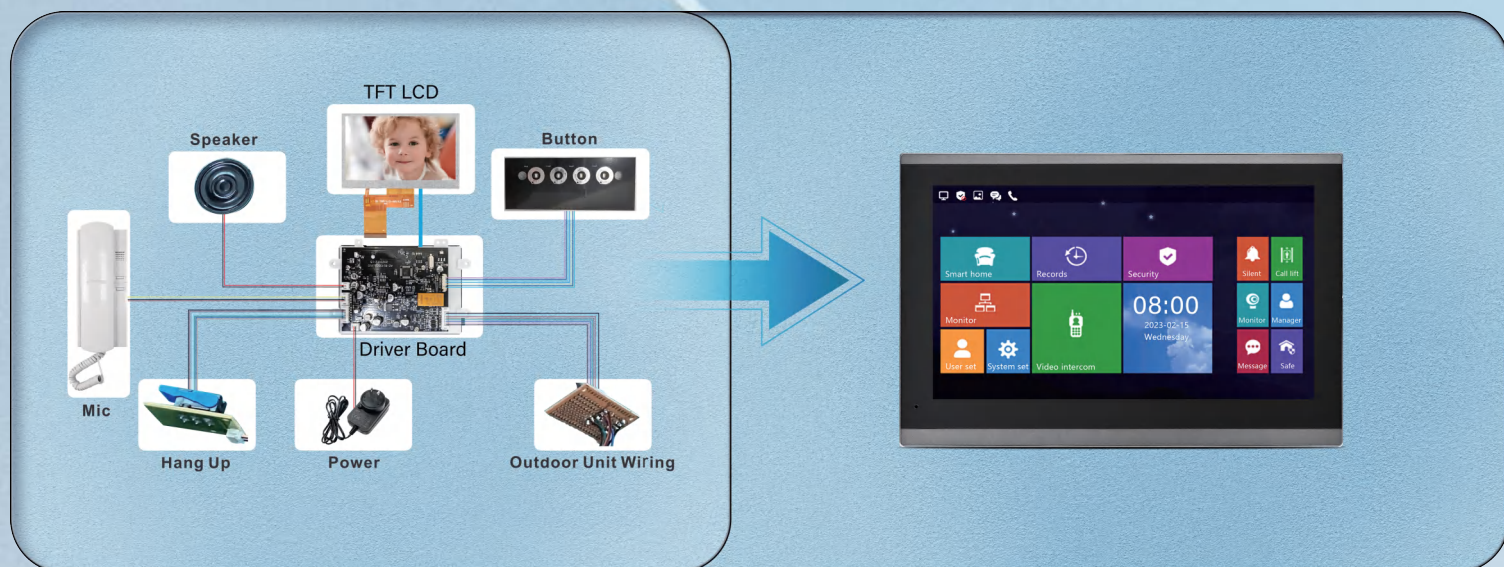 TFT LCD
Speaker
Button
Driver Board
Mic
Hang Up
Power
Outdoor Unit Wiring
Smart home
Records
Security
Silent
Call lift
Monitor
08:00
2023-02-15
Wednesday
Monitor
Manager
User set
System set
Video intercom
Message
Safe